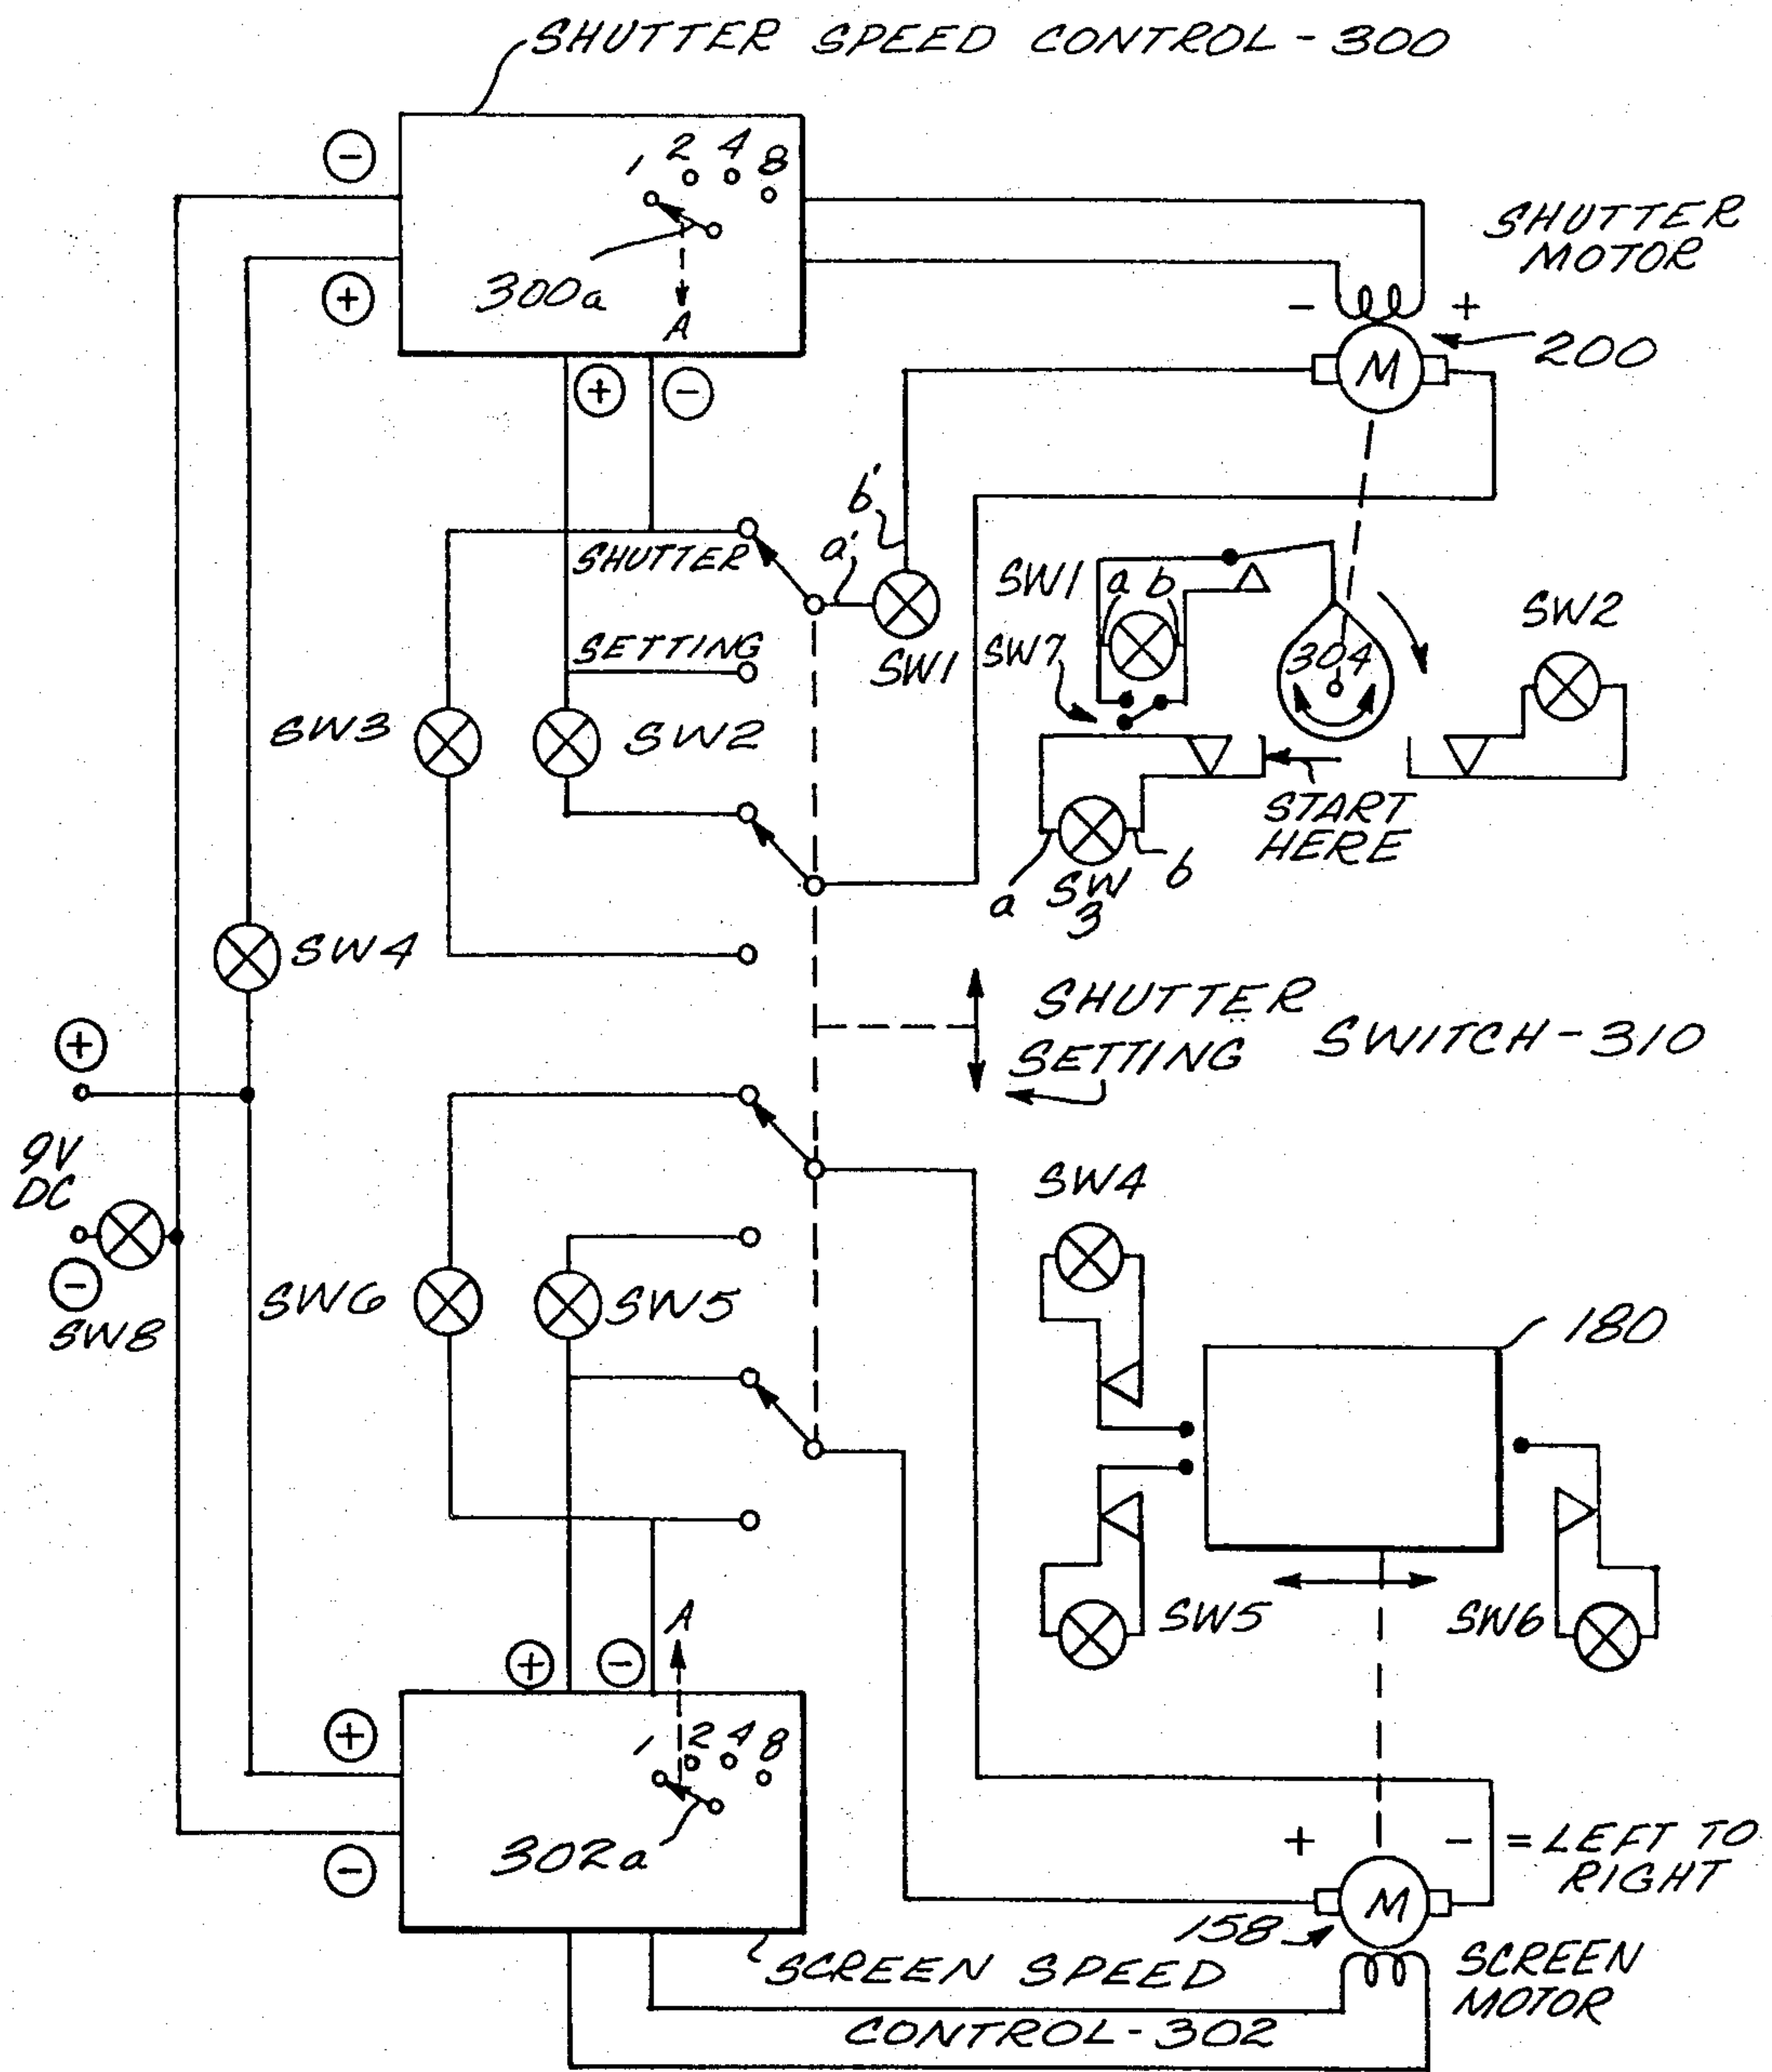 SHUTTER SPEED CONTROL - 300
−
1 2 4 8
SHUTTER
MOTOR
+
300a
A
- +
200
M
+ −
b'
a'
SHUTTER
SW1
a b
SW2
SETTING
SW1
SW7
304
SW3
SW2
START
HERE
a
SW
3
b
SW4
SHUTTER
SETTING
SWITCH-310
+
9V
DC
−
SW8
SW4
SW6
SW5
180
A
SW5
SW6
+ −
+
1 2 4 8
302a
−
+ - = LEFT TO
RIGHT
M
158
SCREEN
MOTOR
SCREEN SPEED
CONTROL-302